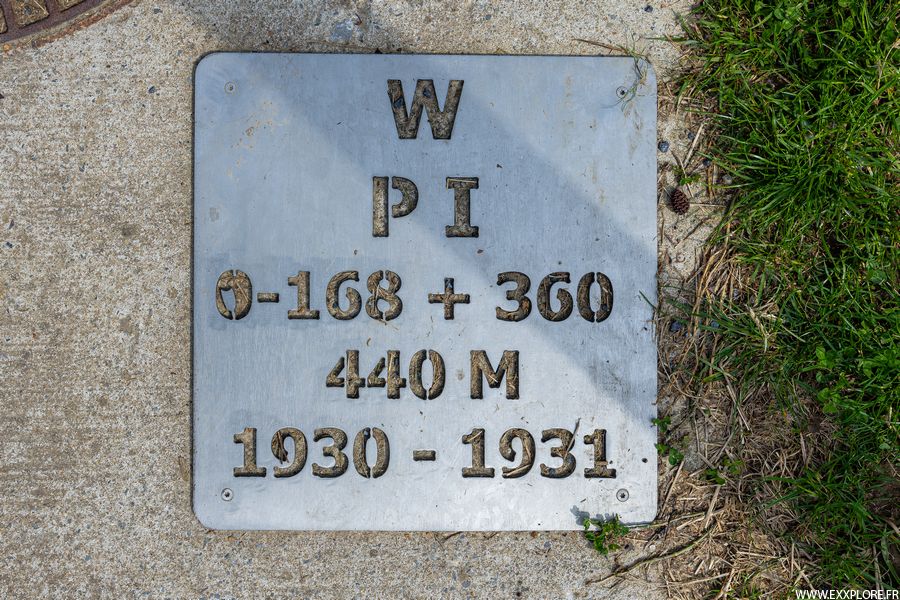 W
P I
0-168 + 360
440 M
1930 - 1931
WWW.EXXPLORE.FR